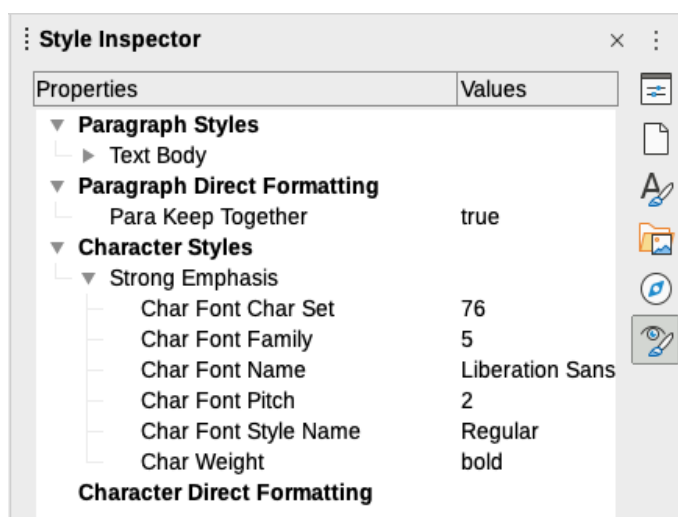 Style Inspector
Properties Values
Paragraph Styles
Text Body
Paragraph Direct Formatting
Para Keep Together true
Character Styles
Strong Emphasis
Char Font Char Set 76
Char Font Family 5
Char Font Name Liberation Sans
Char Font Pitch 2
Char Font Style Name Regular
Char Weight bold
Character Direct Formatting